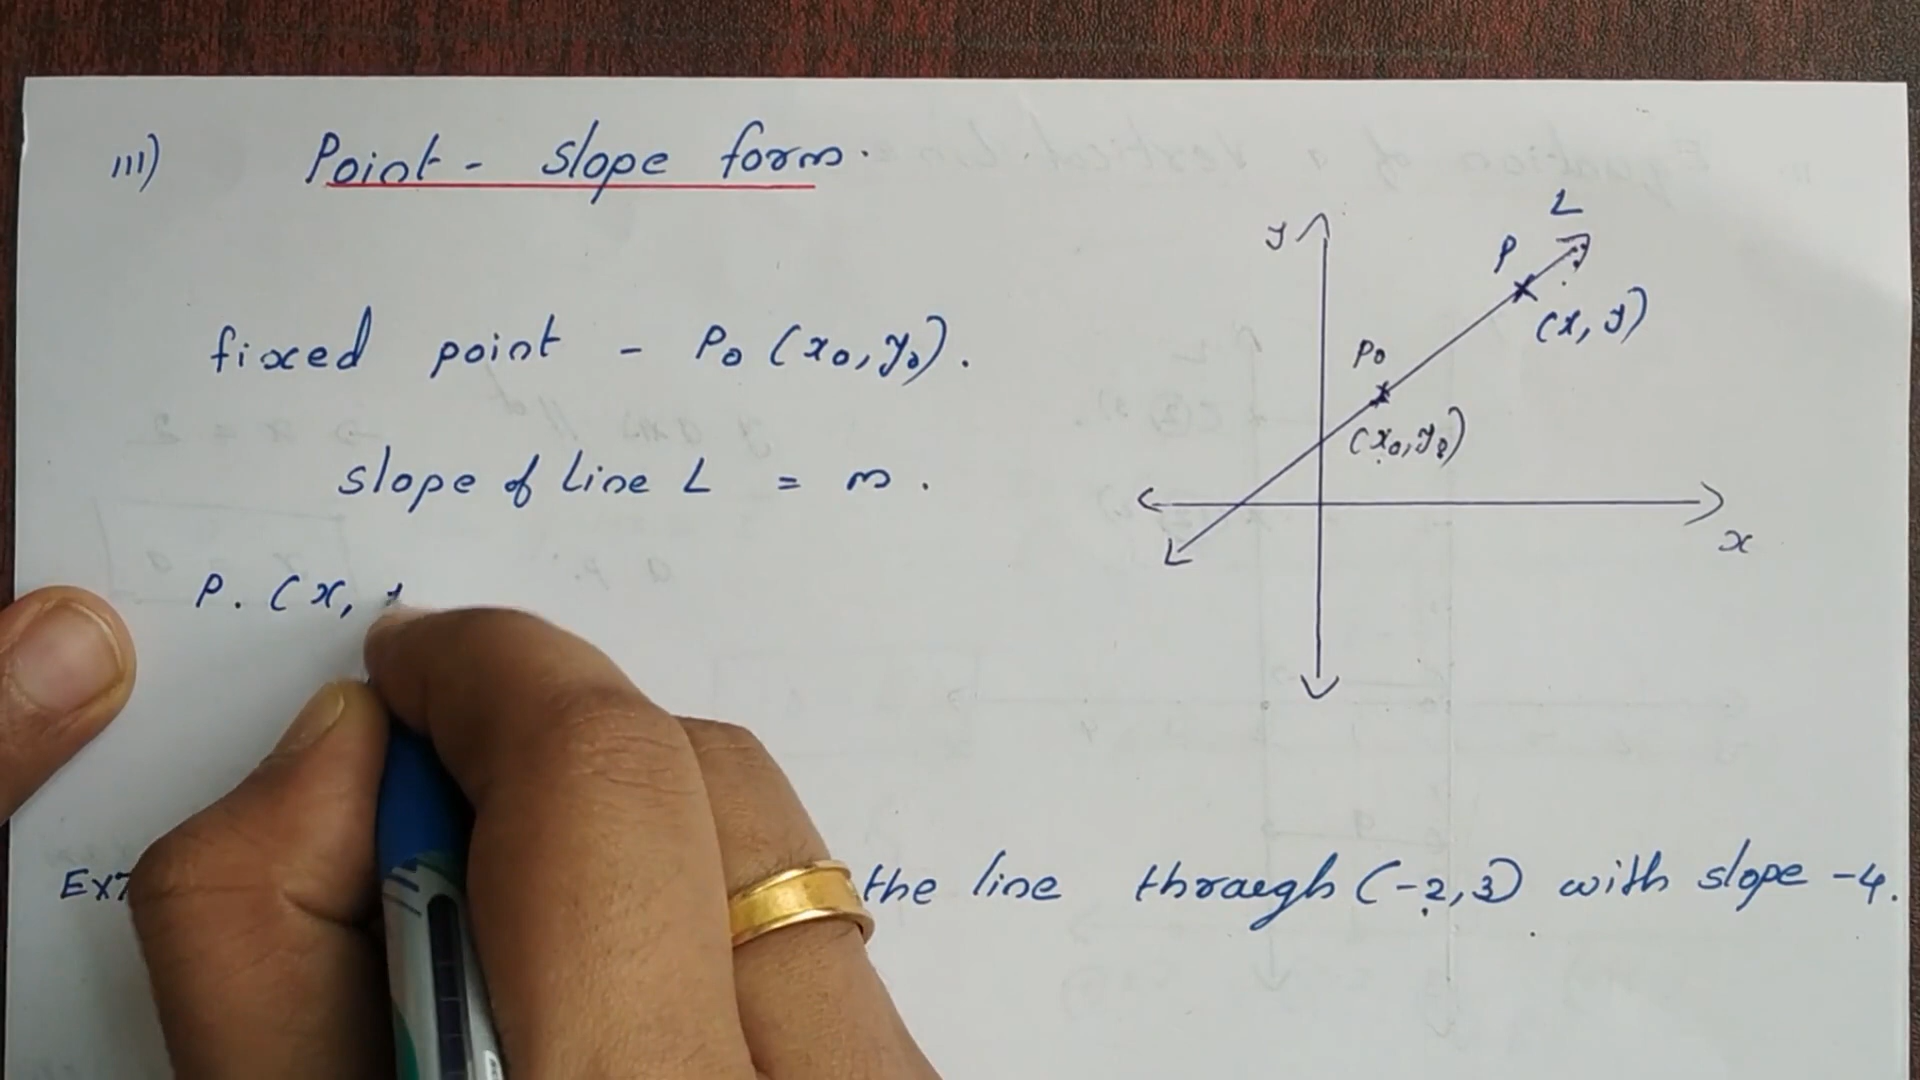 III) Point - Slope form.
fixed point - P0 (x0, y0).
slope of line L = m.
P. (x,
the line through (-2, 3) with slope -4.
y
L
P
(x, y)
P0
(x0, y0)
x